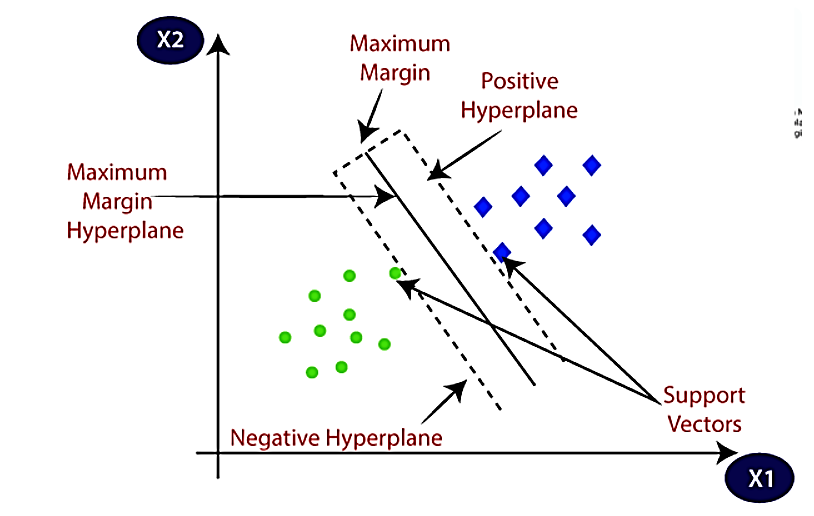 X2
Maximum
Margin
Positive
Hyperplane
Maximum
Margin
Hyperplane
Support
Vectors
Negative Hyperplane
X1